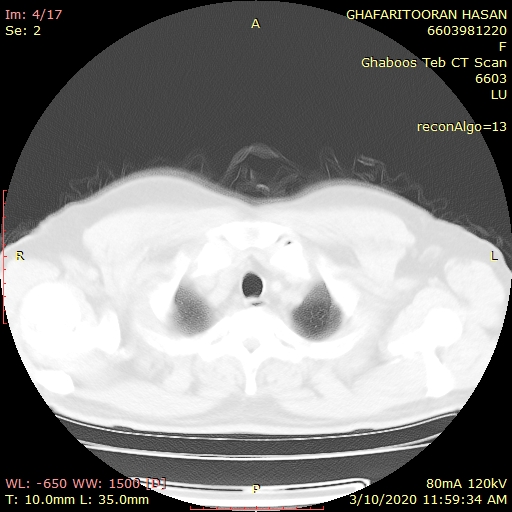 Im: 4/17
Se: 2
A
GHAFARITOORAN HASAN
6603981220
F
Ghaboos Teb CT Scan
6603
LU
reconAlgo=13
R
L
WL: -650 WW: 1500 [D]
T: 10.0mm L: 35.0mm
P
80mA 120kV
3/10/2020 11:59:34 AM